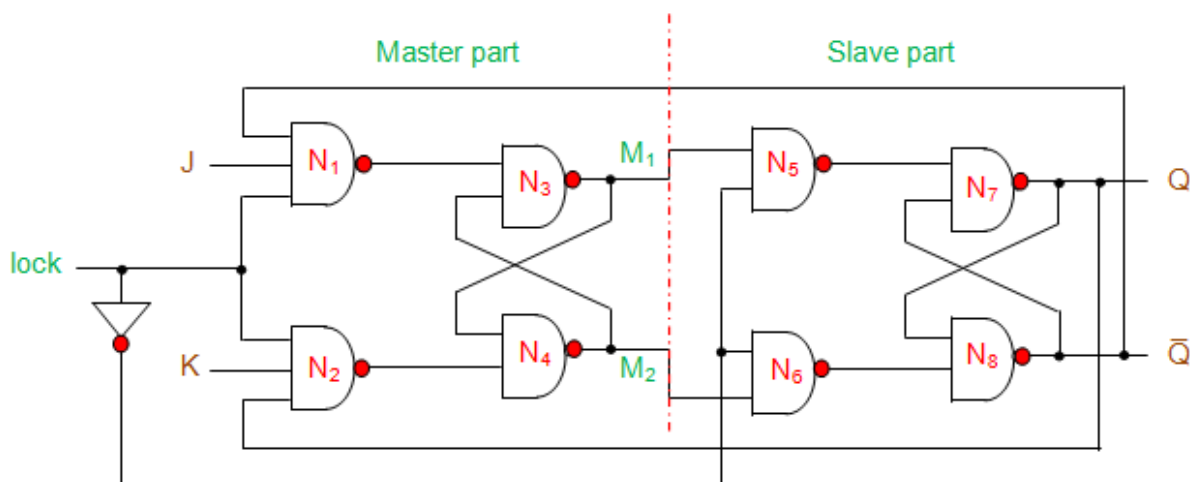 Master part
Slave part
J
N₁
N₃
M₁
N₅
N₇
Q
lock
K
N₂
N₄
M₂
N₆
N₈
Q̅